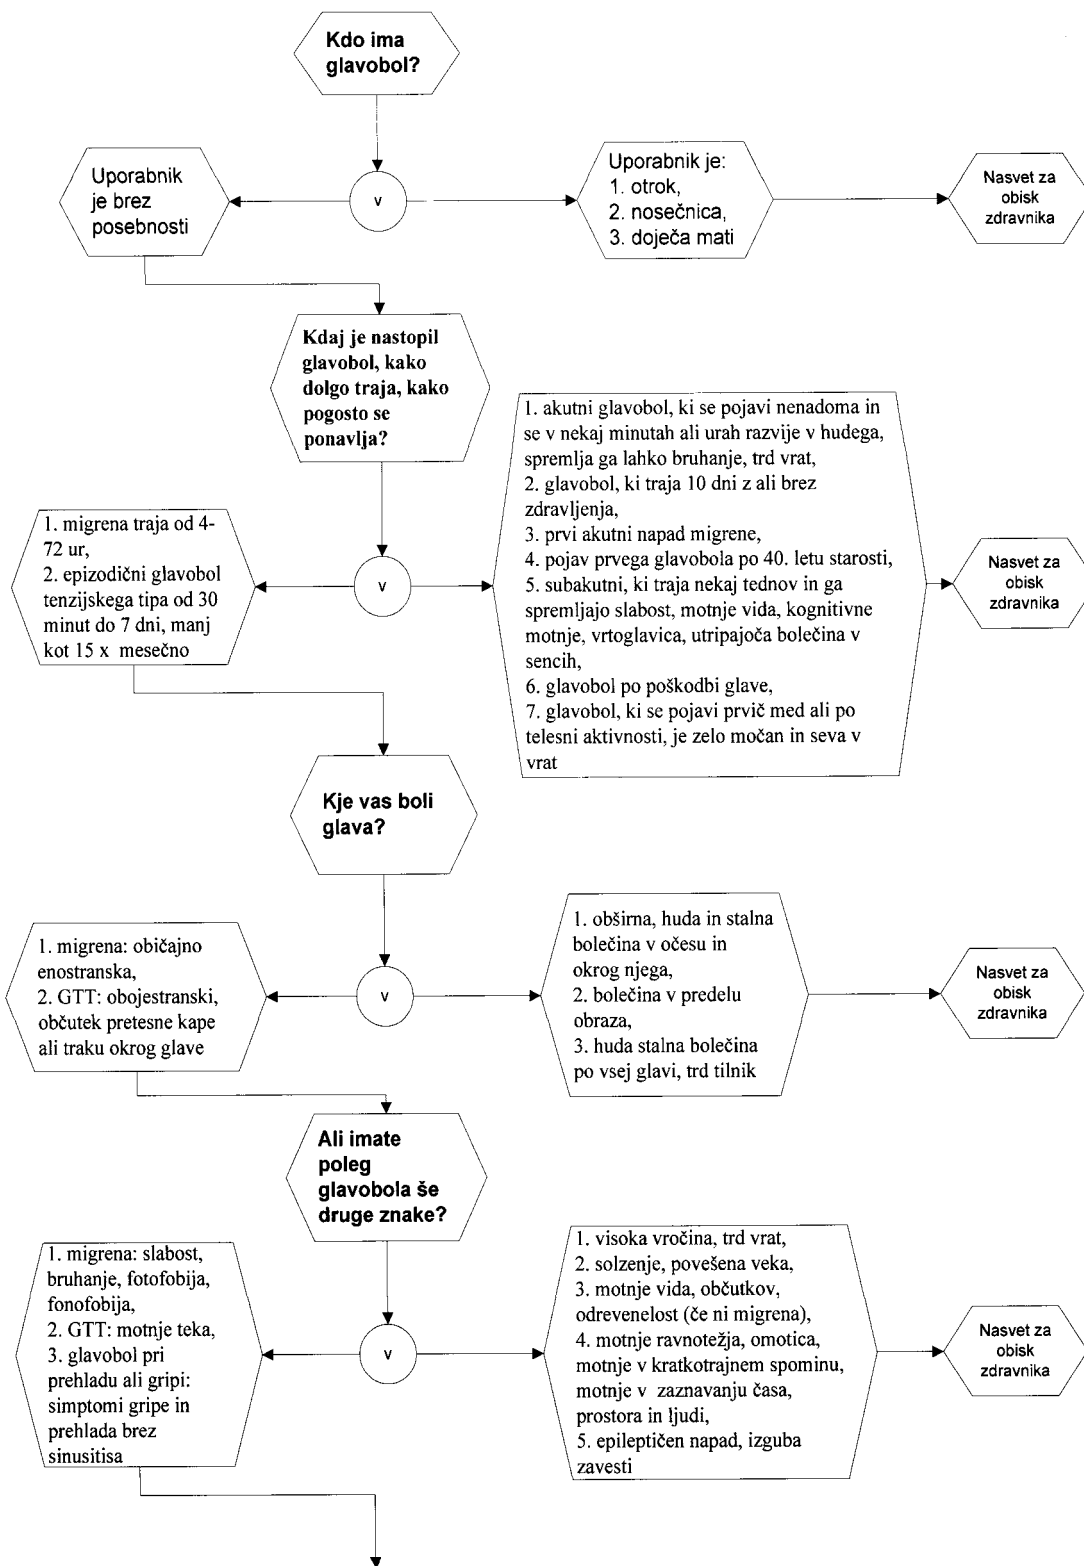 Kdo ima
glavobol?
Uporabnik
je brez
posebnosti
v
Uporabnik je:
1. otrok,
2. nosečnica,
3. doječa mati
Nasvet za
obisk
zdravnika
Kdaj je nastopil
glavobol, kako
dolgo traja, kako
pogosto se
ponavlja?
1. migrena traja od 4-
72 ur,
2. epizodični glavobol
tenzijskega tipa od 30
minut do 7 dni, manj
kot 15 x mesečno
v
1. akutni glavobol, ki se pojavi nenadoma in
se v nekaj minutah ali urah razvije v hudega,
spremlja ga lahko bruhanje, trd vrat,
2. glavobol, ki traja 10 dni z ali brez
zdravljenja,
3. prvi akutni napad migrene,
4. pojav prvega glavobola po 40. letu starosti,
5. subakutni, ki traja nekaj tednov in ga
spremljajo slabost, motnje vida, kognitivne
motnje, vrtoglavica, utripajoča bolečina v
sencih,
6. glavobol po poškodbi glave,
7. glavobol, ki se pojavi prvič med ali po
telesni aktivnosti, je zelo močan in seva v
vrat
Nasvet za
obisk
zdravnika
Kje vas boli
glava?
1. migrena: običajno
enostranska,
2. GTT: obojestranski,
občutek pretesne kape
ali traku okrog glave
v
1. obširna, huda in stalna
bolečina v očesu in
okrog njega,
2. bolečina v predelu
obraza,
3. huda stalna bolečina
po vsej glavi, trd tilnik
Nasvet za
obisk
zdravnika
Ali imate
poleg
glavobola še
druge znake?
1. migrena: slabost,
bruhanje, fotofobija,
fonofobija,
2. GTT: motnje teka,
3. glavobol pri
prehladu ali gripi:
simptomi gripe in
prehlada brez
sinusitisa
v
1. visoka vročina, trd vrat,
2. solzenje, povešena veka,
3. motnje vida, občutkov,
odrevenelost (če ni migrena),
4. motnje ravnotežja, omotica,
motnje v kratkotrajnem spominu,
motnje v zaznavanju časa,
prostora in ljudi,
5. epileptičen napad, izguba
zavesti
Nasvet za
obisk
zdravnika